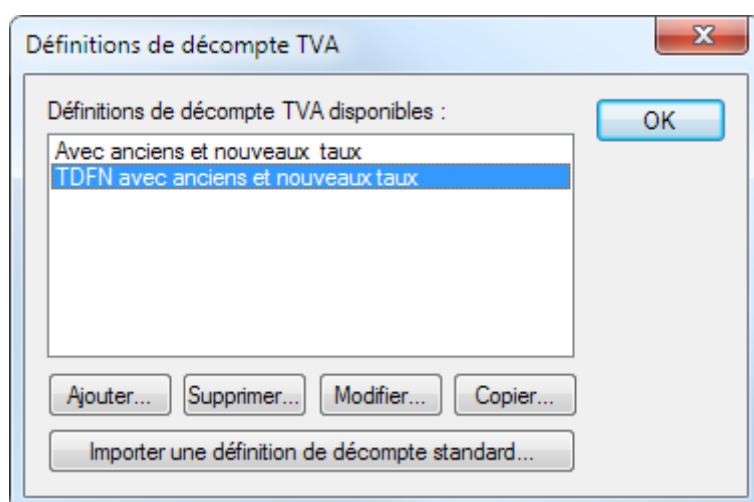 Définitions de décompte TVA
Définitions de décompte TVA disponibles :
OK
Avec anciens et nouveaux taux
TDFN avec anciens et nouveaux taux
Ajouter... Supprimer... Modifier... Copier...
Importer une définition de décompte standard...